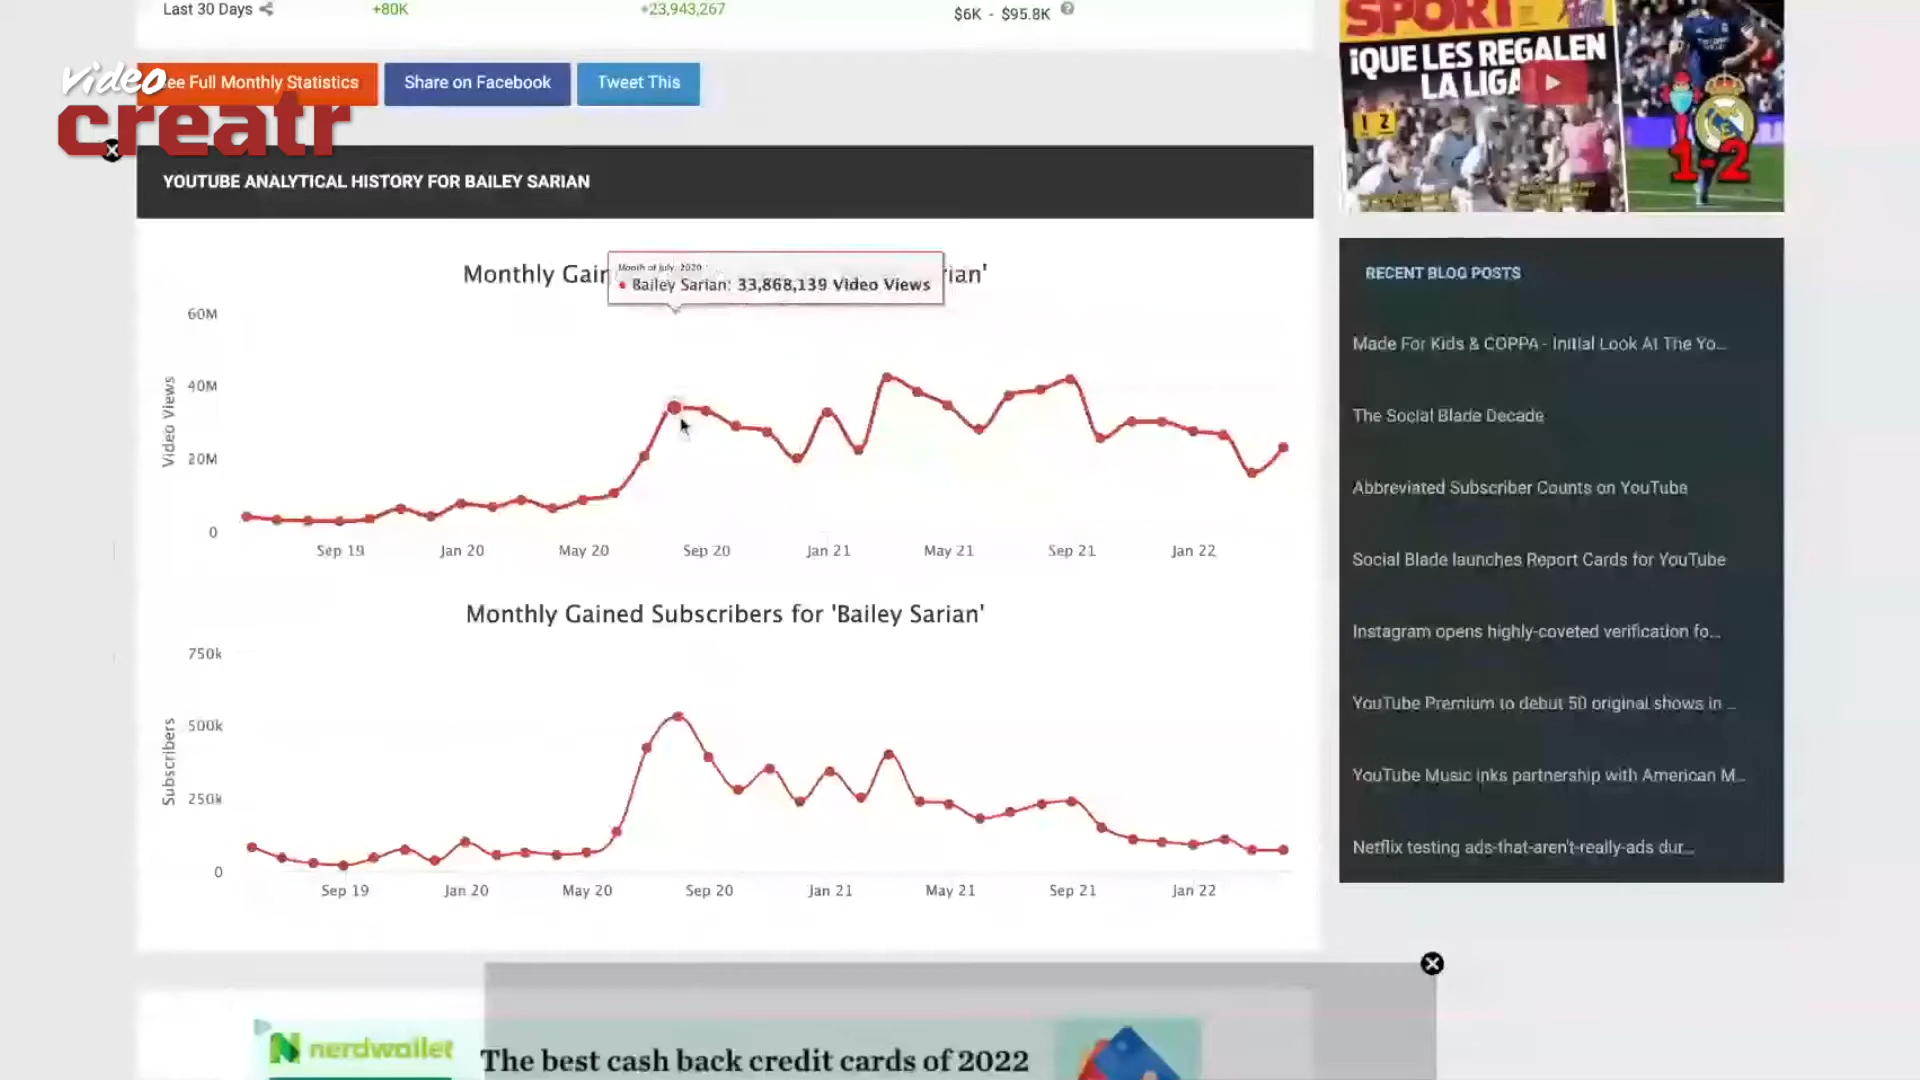 Last 30 Days
+80K
+23,943,267
$6K - $95.8K
video
creatr
ee Full Monthly Statistics
Share on Facebook
Tweet This
YOUTUBE ANALYTICAL HISTORY FOR BAILEY SARIAN
Monthly Gain
rian'
Month of July, 2020
Bailey Sarian: 33,868,139 Video Views
Video Views
60M
40M
20M
0
Sep 19
Jan 20
May 20
Sep 20
Jan 21
May 21
Sep 21
Jan 22
Monthly Gained Subscribers for 'Bailey Sarian'
Subscribers
750k
500k
250k
0
Sep 19
Jan 20
May 20
Sep 20
Jan 21
May 21
Sep 21
Jan 22
SPORT
¡QUE LES REGALEN
LA LIGA
1 2
1-2
RECENT BLOG POSTS
Made For Kids & COPPA - Initial Look At The Yo...
The Social Blade Decade
Abbreviated Subscriber Counts on YouTube
Social Blade launches Report Cards for YouTube
Instagram opens highly-coveted verification fo...
YouTube Premium to debut 50 original shows in ...
YouTube Music inks partnership with American M...
Netflix testing ads-that-aren't-really-ads dur...
nerdwallet
The best cash back credit cards of 2022